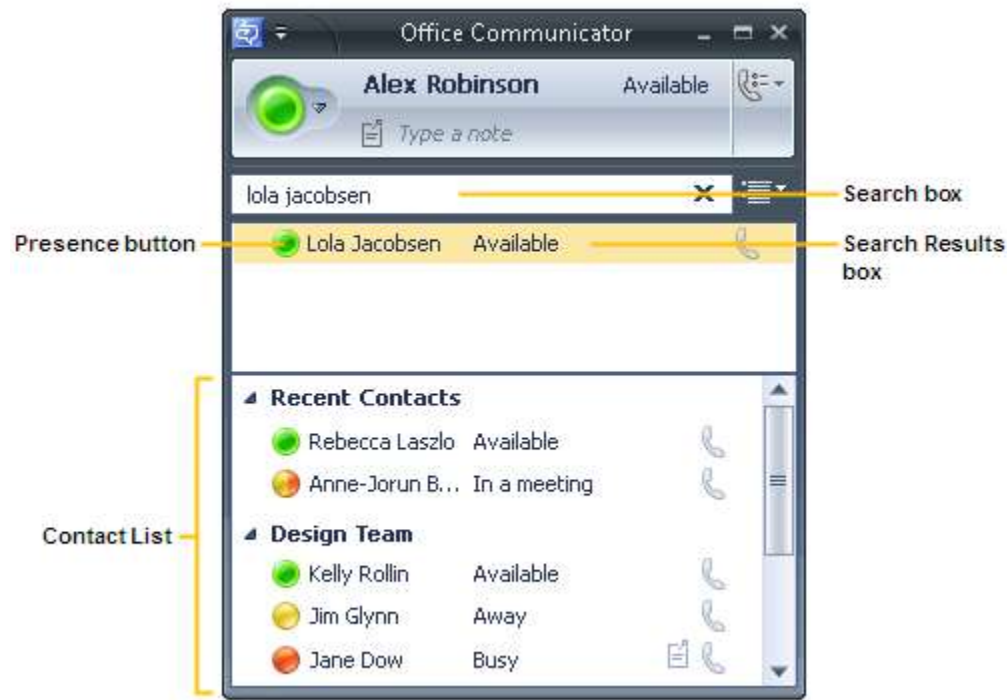 Office Communicator
Alex Robinson Available
Type a note
lola jacobsen
Search box
Presence button
Lola Jacobsen Available
Search Results
box
Recent Contacts
Rebecca Laszlo Available
Anne-Jorun B... In a meeting
Contact List
Design Team
Kelly Rollin Available
Jim Glynn Away
Jane Dow Busy